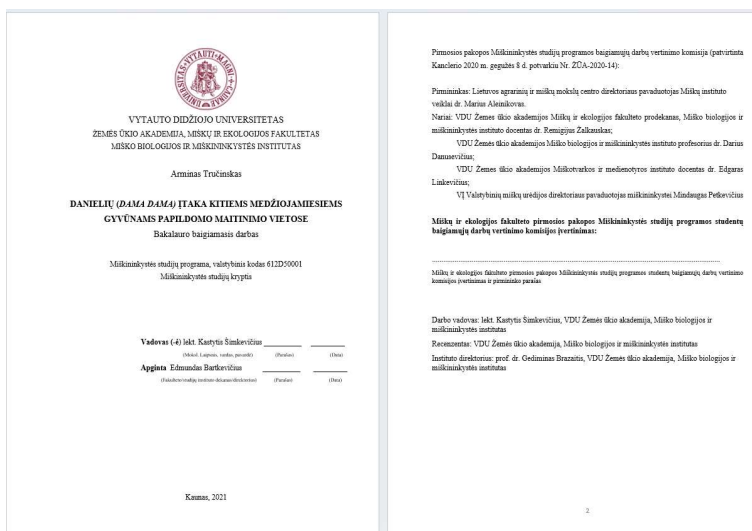 VYTAUTO DIDŽIOJO UNIVERSITETAS
ŽEMĖS ŪKIO AKADEMIJA, MIŠKŲ IR EKOLOGIJOS FAKULTETAS
MIŠKO BIOLOGIJOS IR MIŠKININKYSTĖS INSTITUTAS
Arminas Tručinskas
DANIELIŲ (DAMA DAMA) ĮTAKA KITIEMS MEDŽIOJAMIESIEMS
GYVŪNAMS PAPILDOMO MAITINIMO VIETOSE
Bakalauro baigiamasis darbas
Miškininkystės studijų programa, valstybinis kodas 612D50001
Miškininkystės studijų kryptis
Vadovas (-ė) lekt. Kastytis Šimkevičius
(Moksl. Laipsnis, vardas, pavardė) (Parašas) (Data)
Apginta Edmundas Bartkevičius
(Fakulteto/studijų instituto dekanas/direktorius) (Parašas) (Data)
Kaunas, 2021
Pirmosios pakopos Miškininkystės studijų programos baigiamųjų darbų vertinimo komisija (patvirtinta
Kanclerio 2020 m. gegužės 8 d. potvarkiu Nr. ŽŪA-2020-14):
Pirmininkas: Lietuvos agrarinių ir miškų mokslų centro direktoriaus pavaduotojas Miškų instituto
veiklai dr. Marius Aleinikovas.
Nariai: VDU Žemės ūkio akademijos Miškų ir ekologijos fakulteto prodekanas, Miško biologijos ir
miškininkystės instituto docentas dr. Remigijus Žalkauskas;
VDU Žemės ūkio akademijos Miško biologijos ir miškininkystės instituto profesorius dr. Darius
Danusevičius;
VDU Žemės ūkio akademijos Miškotvarkos ir medienotyros instituto docentas dr. Edgaras
Linkevičius;
VĮ Valstybinių miškų urėdijos direktoriaus pavaduotojas miškininkystei Mindaugas Petkevičius
Miškų ir ekologijos fakulteto pirmosios pakopos Miškininkystės studijų programos studentų
baigiamųjų darbų vertinimo komisijos įvertinimas:
Miškų ir ekologijos fakulteto pirmosios pakopos Miškininkystės studijų programos studentų baigiamųjų darbų vertinimo
komisijos įvertinimas ir pirmininko parašas
Darbo vadovas: lekt. Kastytis Šimkevičius, VDU Žemės ūkio akademija, Miško biologijos ir
miškininkystės institutas
Recenzentas: VDU Žemės ūkio akademija, Miško biologijos ir miškininkystės institutas
Instituto direktorius: prof. dr. Gediminas Brazaitis, VDU Žemės ūkio akademija, Miško biologijos ir
miškininkystės institutas
2